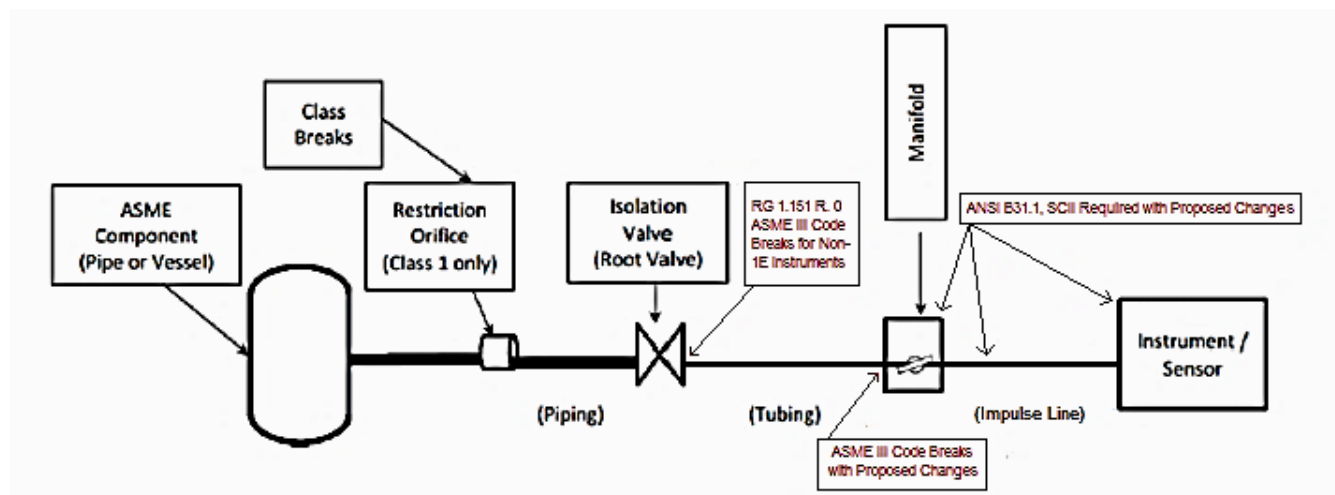 Manifold
Class
Breaks
ASME
Component
(Pipe or Vessel)
Restriction
Orifice
(Class 1 only)
Isolation
Valve
(Root Valve)
RG 1.151 R. 0
ASME III Code
Breaks for Non-
1E Instruments
ANSI B31.1, SCII Required with Proposed Changes
Instrument /
Sensor
(Piping)
(Tubing)
(Impulse Line)
ASME III Code Breaks
with Proposed Changes